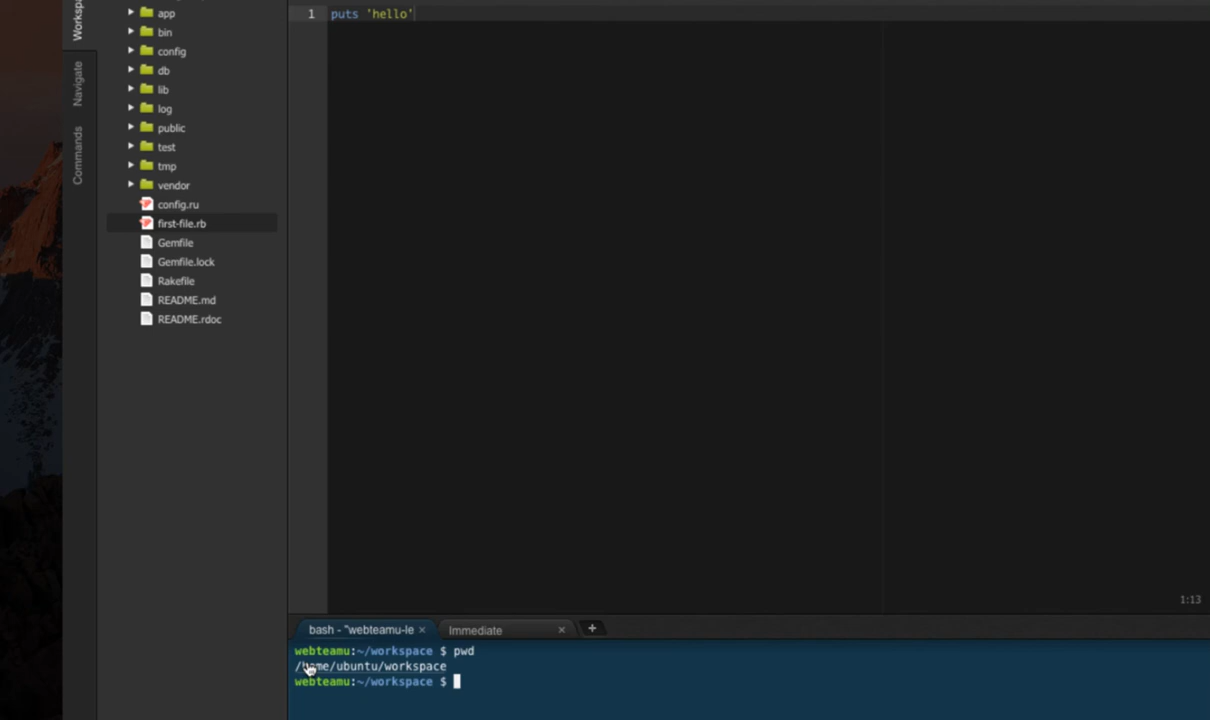 Workspa
Navigate
Commands
app
bin
config
db
lib
log
public
test
tmp
vendor
config.ru
first-file.rb
Gemfile
Gemfile.lock
Rakefile
README.md
README.rdoc
1 puts 'hello'
1:13
bash - "webteamu-le × Immediate × +
webteamu:~/workspace $ pwd
/home/ubuntu/workspace
webteamu:~/workspace $